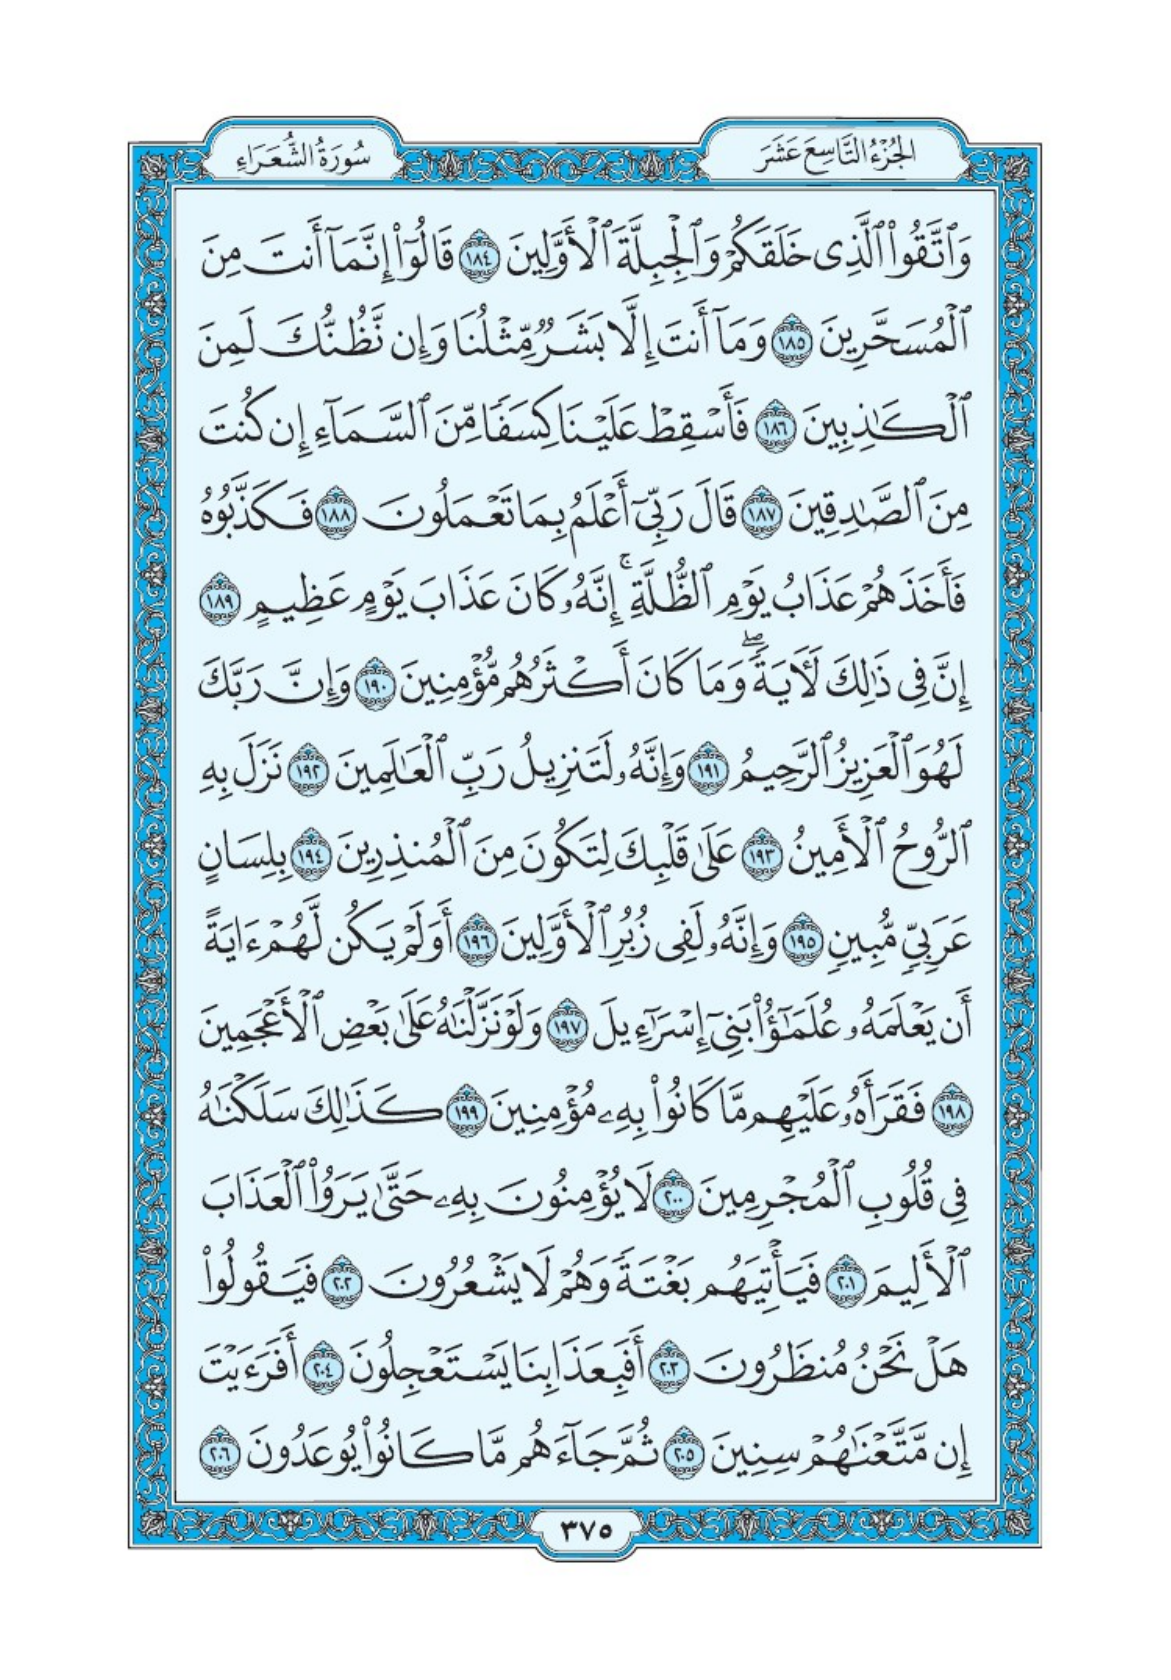 الجُزْءُ التَّاسِعَ عَشَرَ
سُورَةُ الشُّعَرَاءِ
وَٱتَّقُوا۟ ٱلَّذِى خَلَقَكُمْ وَٱلْجِبِلَّةَ ٱلْأَوَّلِينَ ١٨٤ قَالُوٓا۟ إِنَّمَآ أَنتَ مِنَ
ٱلْمُسَحَّرِينَ ١٨٥ وَمَآ أَنتَ إِلَّا بَشَرٌ مِّثْلُنَا وَإِن نَّظُنُّكَ لَمِنَ
ٱلْكَٰذِبِينَ ١٨٦ فَأَسْقِطْ عَلَيْنَا كِسَفًا مِّنَ ٱلسَّمَآءِ إِن كُنتَ
مِنَ ٱلصَّٰدِقِينَ ١٨٧ قَالَ رَبِّىٓ أَعْلَمُ بِمَا تَعْمَلُونَ ١٨٨ فَكَذَّبُوهُ
فَأَخَذَهُمْ عَذَابُ يَوْمِ ٱلظُّلَّةِ ۚ إِنَّهُۥ كَانَ عَذَابَ يَوْمٍ عَظِيمٍ ١٨٩
إِنَّ فِى ذَٰلِكَ لَـَٔايَةً ۖ وَمَا كَانَ أَكْثَرُهُم مُّؤْمِنِينَ ١٩٠ وَإِنَّ رَبَّكَ
لَهُوَ ٱلْعَزِيزُ ٱلرَّحِيمُ ١٩١ وَإِنَّهُۥ لَتَنزِيلُ رَبِّ ٱلْعَٰلَمِينَ ١٩٢ نَزَلَ بِهِ
ٱلرُّوحُ ٱلْأَمِينُ ١٩٣ عَلَىٰ قَلْبِكَ لِتَكُونَ مِنَ ٱلْمُنذِرِينَ ١٩٤ بِلِسَانٍ
عَرَبِىٍّ مُّبِينٍ ١٩٥ وَإِنَّهُۥ لَفِى زُبُرِ ٱلْأَوَّلِينَ ١٩٦ أَوَلَمْ يَكُن لَّهُمْ ءَايَةً
أَن يَعْلَمَهُۥ عُلَمَٰٓؤُا۟ بَنِىٓ إِسْرَٰٓءِيلَ ١٩٧ وَلَوْ نَزَّلْنَٰهُ عَلَىٰ بَعْضِ ٱلْأَعْجَمِينَ
١٩٨ فَقَرَأَهُۥ عَلَيْهِم مَّا كَانُوا۟ بِهِۦ مُؤْمِنِينَ ١٩٩ كَذَٰلِكَ سَلَكْنَٰهُ
فِى قُلُوبِ ٱلْمُجْرِمِينَ ٢٠٠ لَا يُؤْمِنُونَ بِهِۦ حَتَّىٰ يَرَوُا۟ ٱلْعَذَابَ
ٱلْأَلِيمَ ٢٠١ فَيَأْتِيَهُم بَغْتَةً وَهُمْ لَا يَشْعُرُونَ ٢٠٢ فَيَقُولُوا۟
هَلْ نَحْنُ مُنظَرُونَ ٢٠٣ أَفَبِعَذَابِنَا يَسْتَعْجِلُونَ ٢٠٤ أَفَرَءَيْتَ
إِن مَّتَّعْنَٰهُمْ سِنِينَ ٢٠٥ ثُمَّ جَآءَهُم مَّا كَانُوا۟ يُوعَدُونَ ٢٠٦
٣٧٥